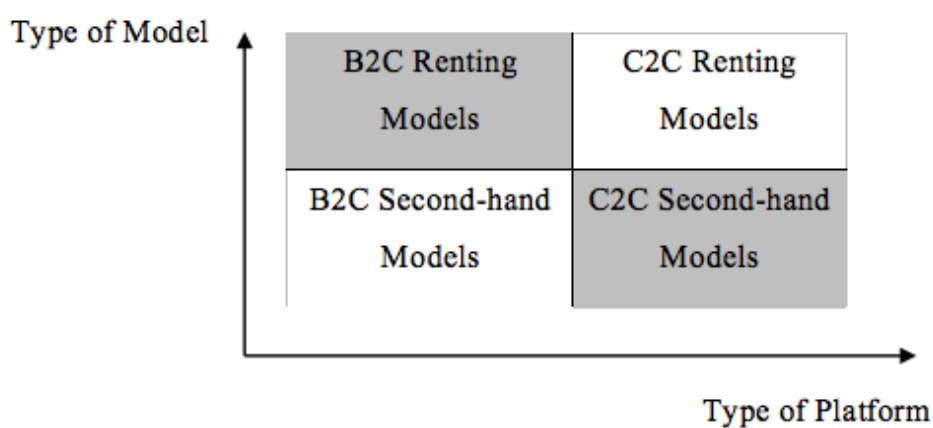 Type of Model
B2C Renting
Models
C2C Renting
Models
B2C Second-hand
Models
C2C Second-hand
Models
Type of Platform